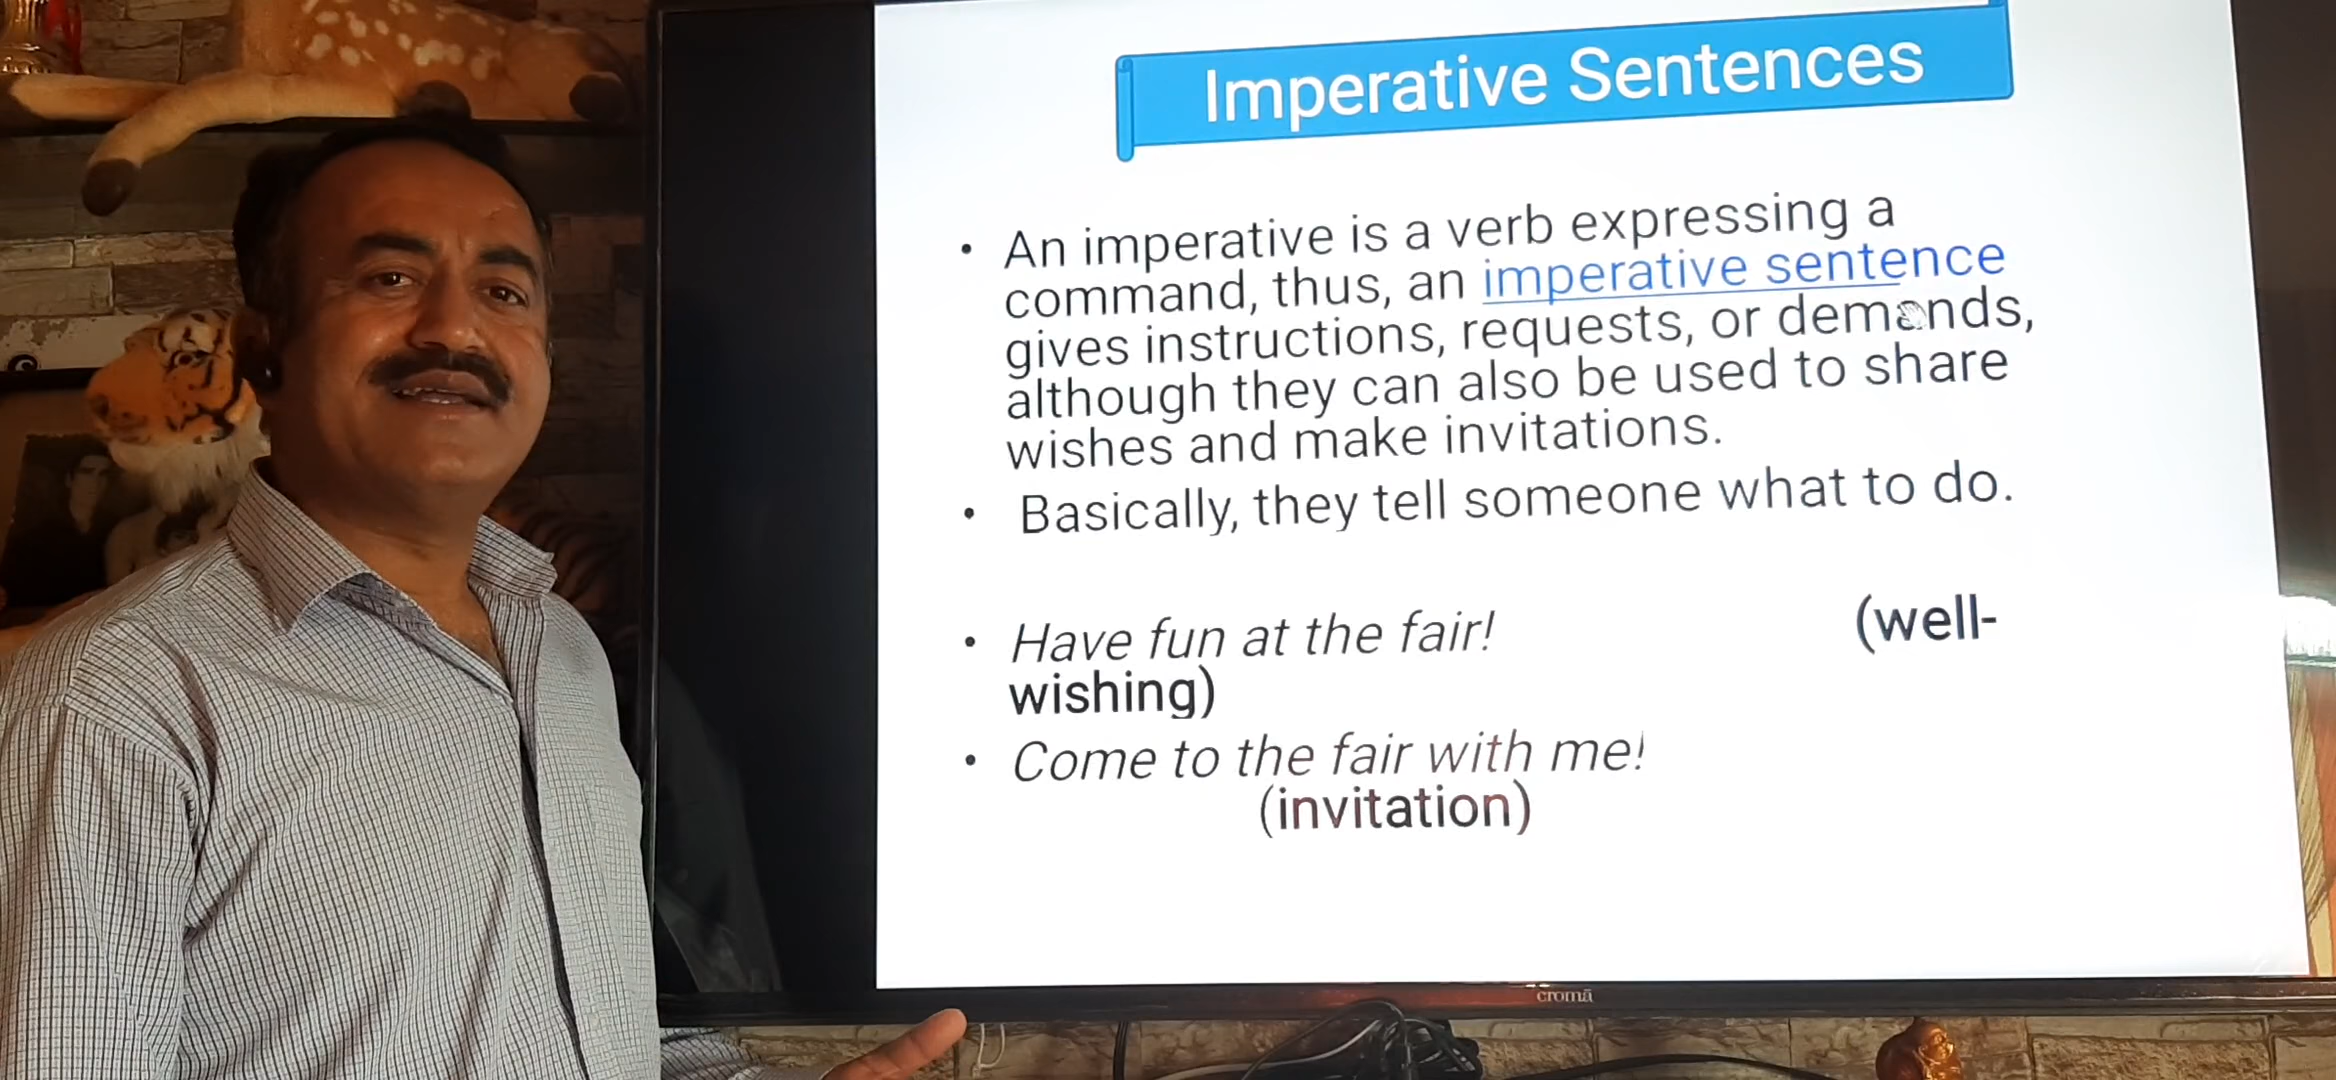 Imperative Sentences
• An imperative is a verb expressing a
command, thus, an imperative sentence
gives instructions, requests, or demands,
although they can also be used to share
wishes and make invitations.
• Basically, they tell someone what to do.
• Have fun at the fair! (well-
wishing)
• Come to the fair with me!
(invitation)
cromā